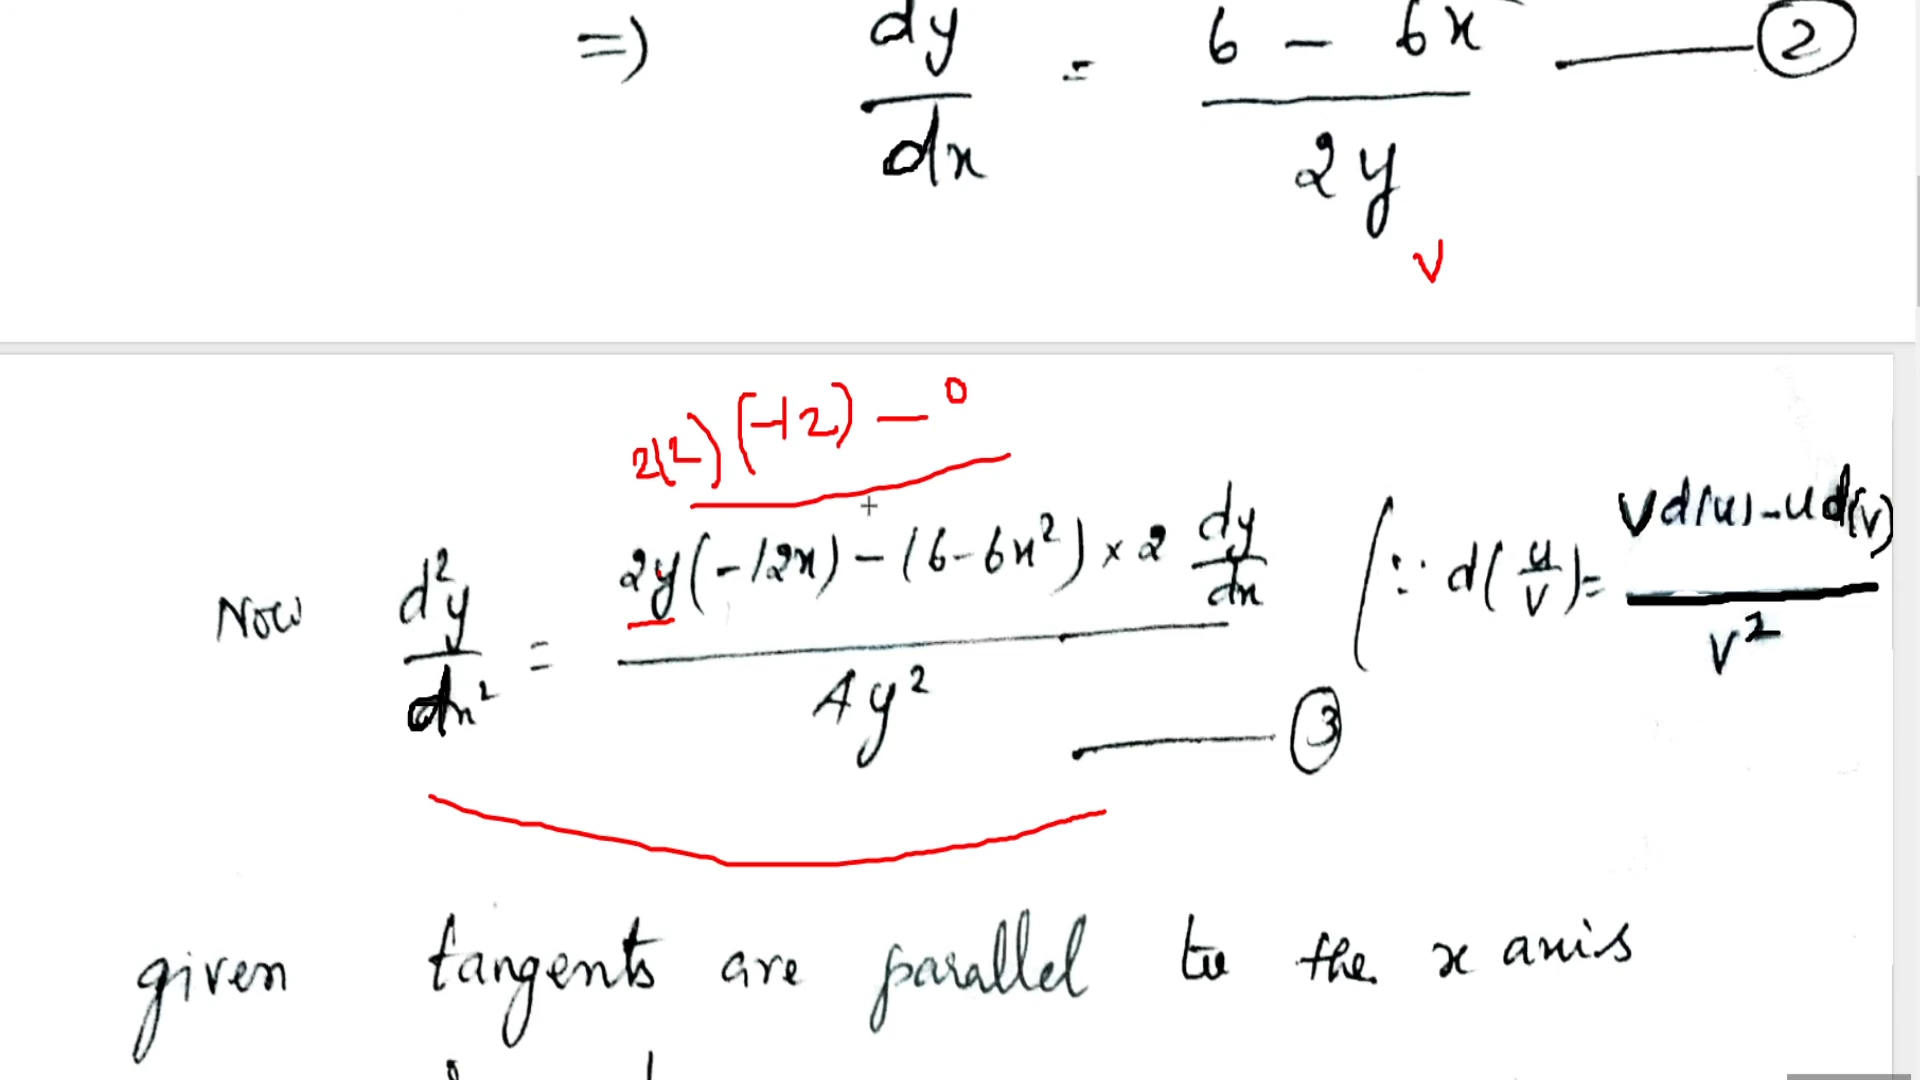 => dy/dx = 6 - 6x / 2y —— ②
v
2(2)(-12) - 0
Now d²y/dx² = 2y(-12x) - (6-6x²) × 2 dy/dx / 4y² —— ③ (∵ d(u/v) = vd(u)-ud(v) / v²
given tangents are parallel to the x axis